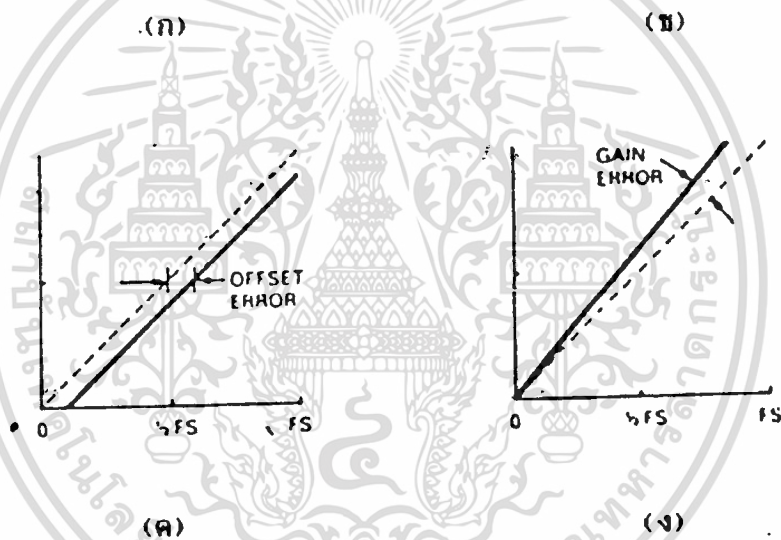 (ก) (ข)
GAIN
ERROR
OFFSET
ERROR
0 ½FS FS
0 ½FS FS
(ค) (ง)